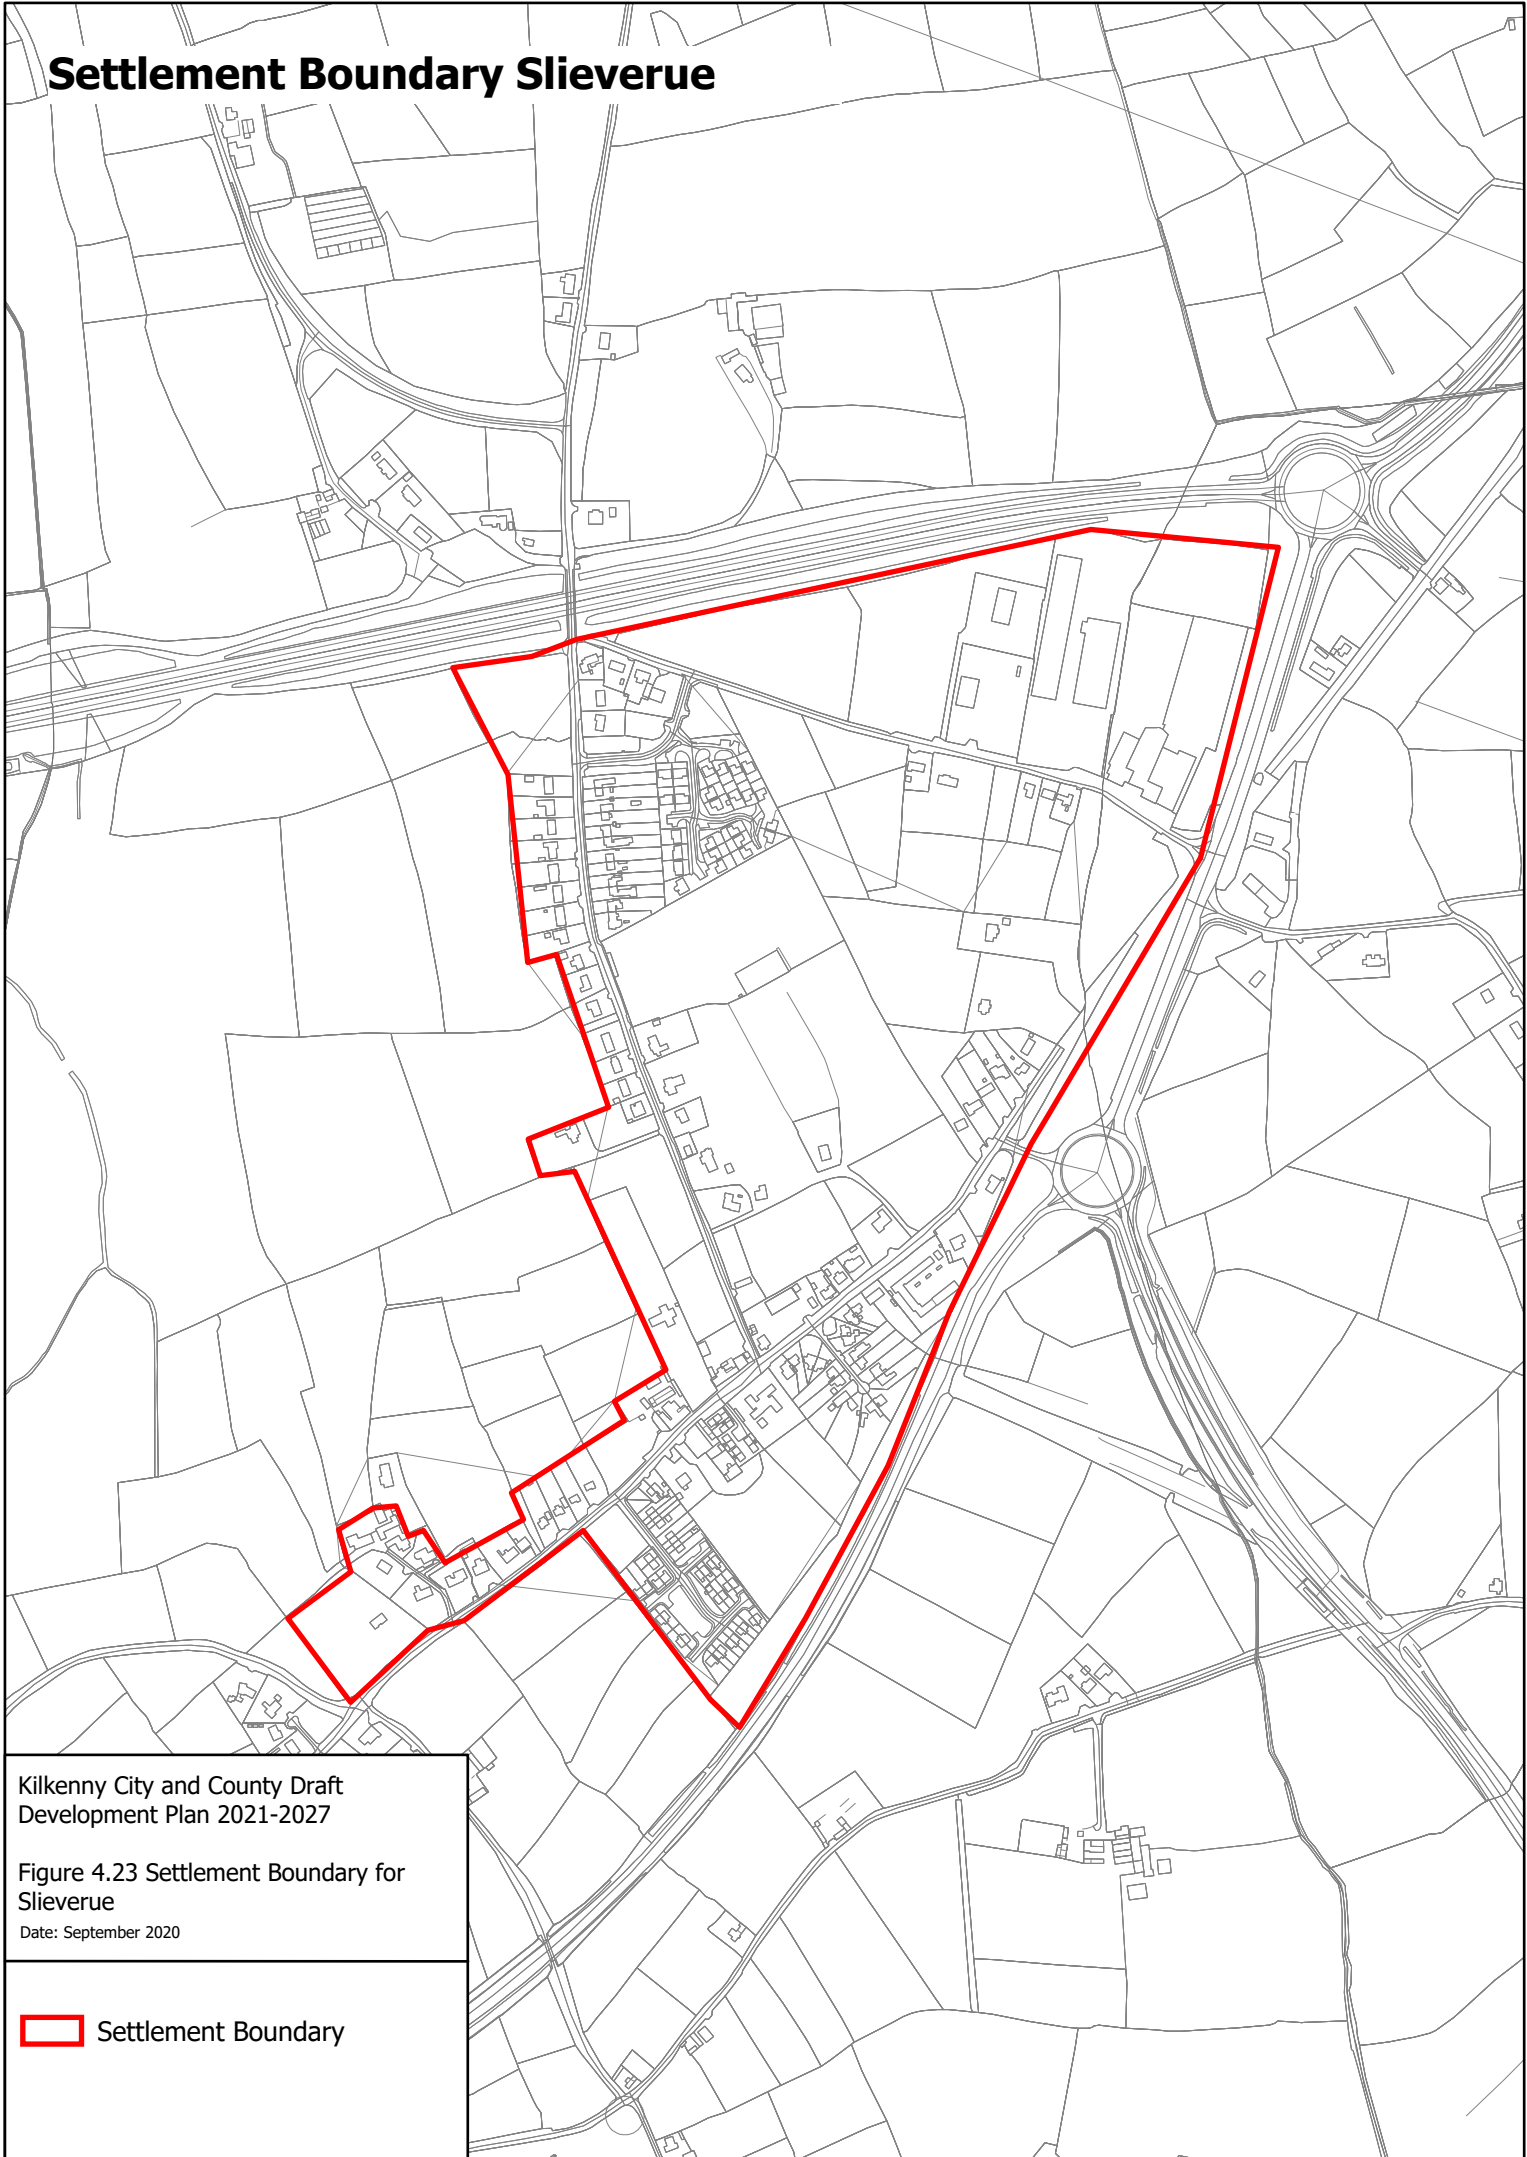 Settlement Boundary Slieverue
Kilkenny City and County Draft
Development Plan 2021-2027
Figure 4.23 Settlement Boundary for
Slieverue
Date: September 2020
Settlement Boundary